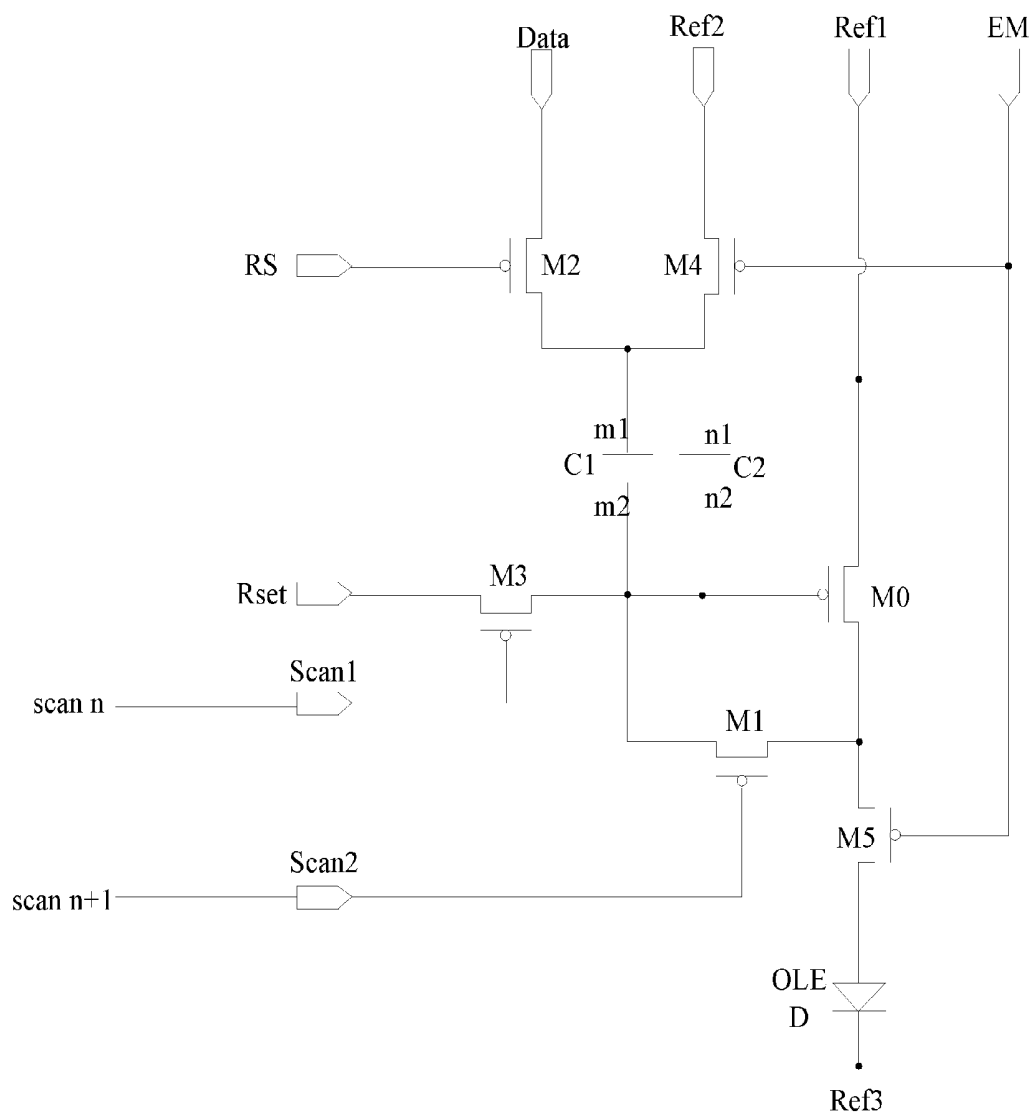 Data
Ref2
Ref1
EM
RS
M2
M4
m1
n1
C1
C2
m2
n2
Rset
M3
M0
scan n
Scan1
M1
M5
scan n+1
Scan2
OLE
D
Ref3